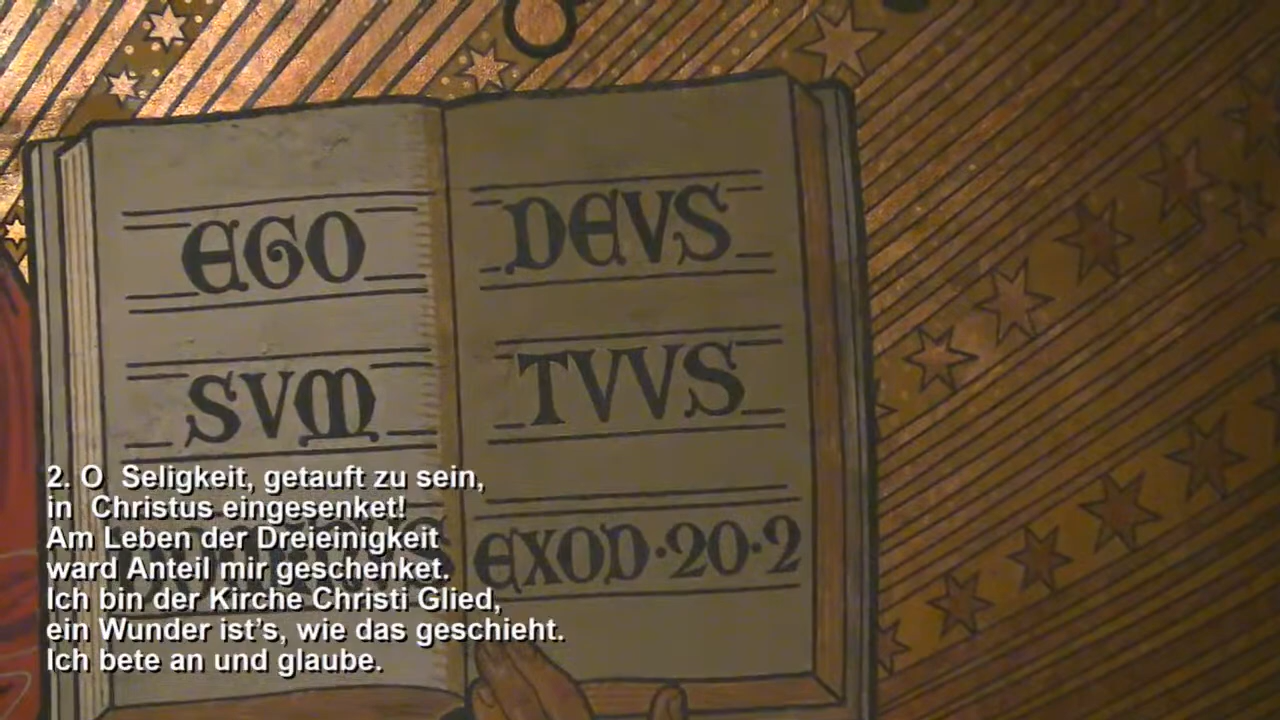 EGO
SVM
DEVS
TVVS
EXOD·20·2
2. O Seligkeit, getauft zu sein,
in Christus eingesenket!
Am Leben der Dreieinigkeit
ward Anteil mir geschenket.
Ich bin der Kirche Christi Glied,
ein Wunder ist’s, wie das geschieht.
Ich bete an und glaube.